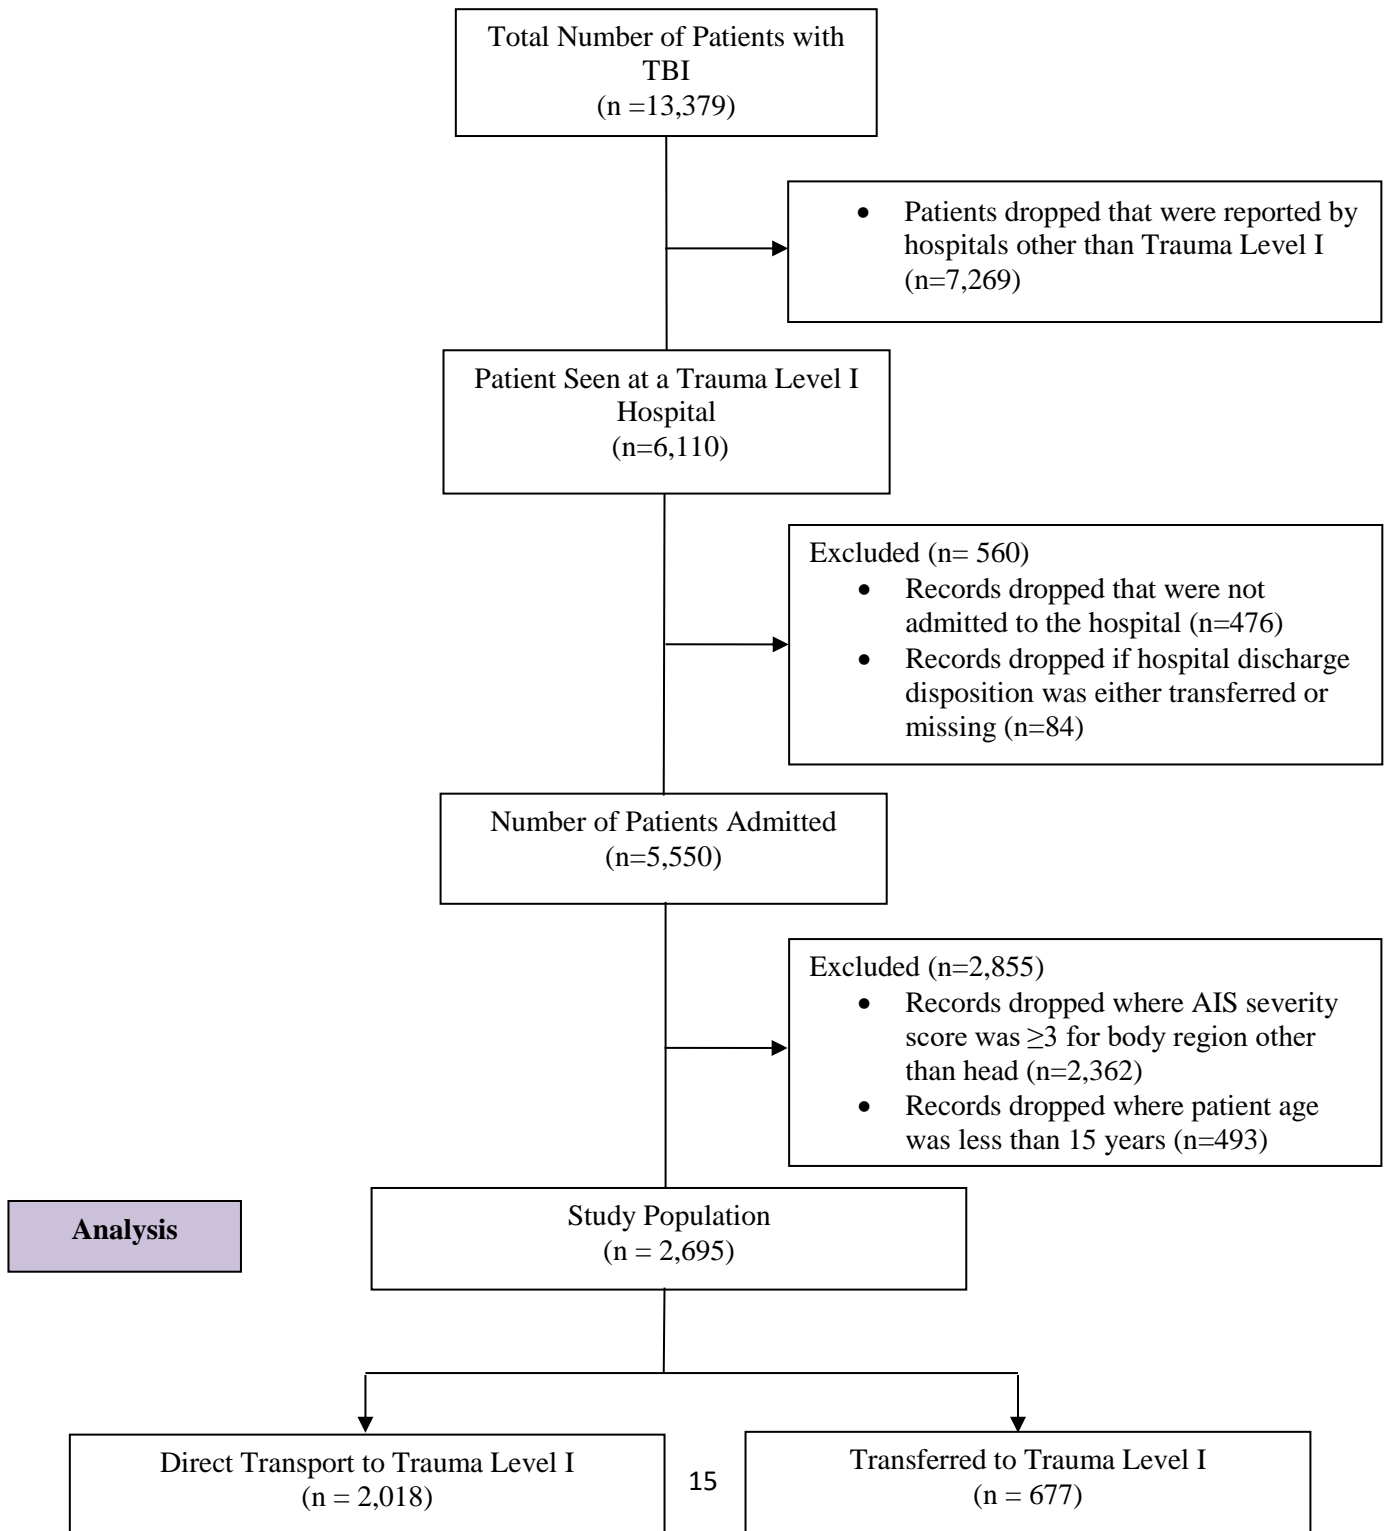 Total Number of Patients with
TBI
(n =13,379)
• Patients dropped that were reported by
hospitals other than Trauma Level I
(n=7,269)
Patient Seen at a Trauma Level I
Hospital
(n=6,110)
Excluded (n= 560)
• Records dropped that were not
admitted to the hospital (n=476)
• Records dropped if hospital discharge
disposition was either transferred or
missing (n=84)
Number of Patients Admitted
(n=5,550)
Excluded (n=2,855)
• Records dropped where AIS severity
score was ≥3 for body region other
than head (n=2,362)
• Records dropped where patient age
was less than 15 years (n=493)
Analysis
Study Population
(n = 2,695)
Direct Transport to Trauma Level I
(n = 2,018)
15
Transferred to Trauma Level I
(n = 677)